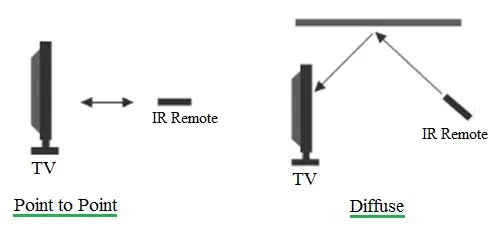 IR Remote
TV
Point to Point
IR Remote
TV
Diffuse